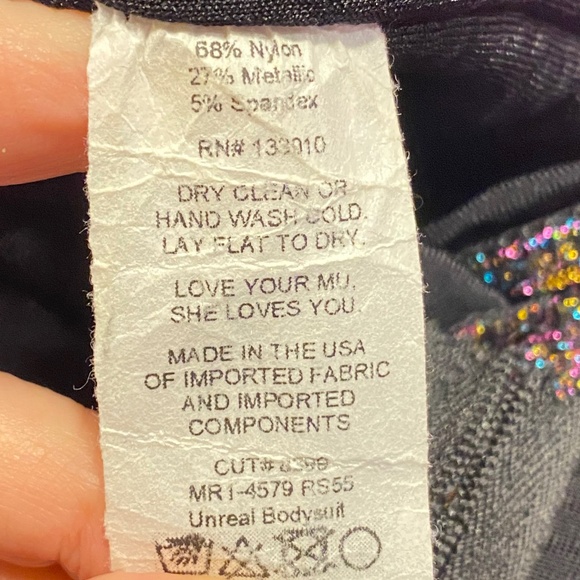 68% Nylon
27% Metallic
5% Spandex
RN# 133010
DRY CLEAN OR
HAND WASH COLD.
LAY FLAT TO DRY.
LOVE YOUR MU,
SHE LOVES YOU.
MADE IN THE USA
OF IMPORTED FABRIC
AND IMPORTED
COMPONENTS
CUT#
MR1-4579 RS55
Unreal Bodysuit